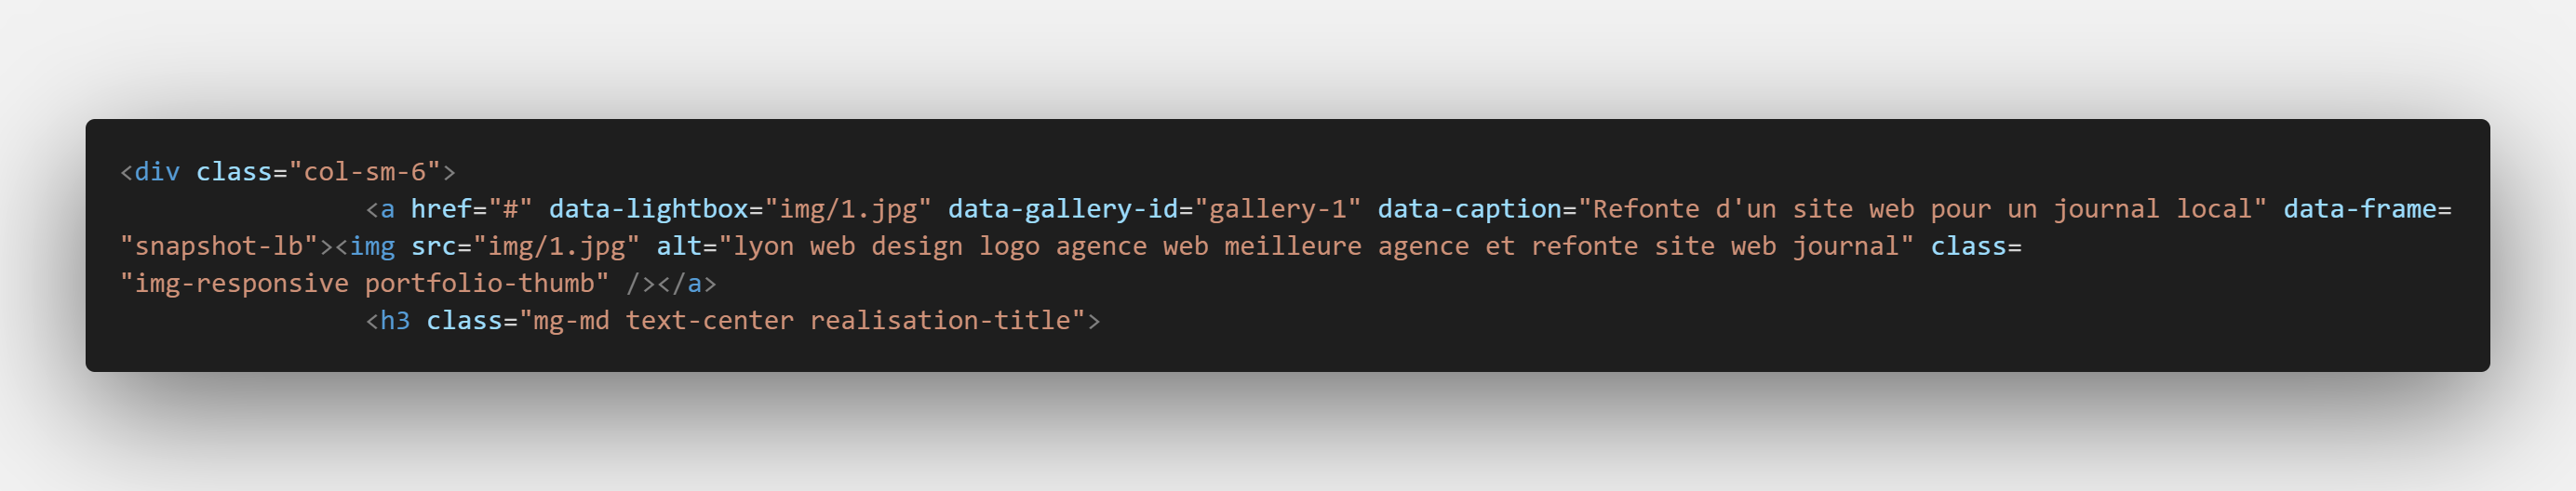 <div class="col-sm-6">
                <a href="#" data-lightbox="img/1.jpg" data-gallery-id="gallery-1" data-caption="Refonte d'un site web pour un journal local" data-frame=
"snapshot-lb"><img src="img/1.jpg" alt="lyon web design logo agence web meilleure agence et refonte site web journal" class=
"img-responsive portfolio-thumb" /></a>
                <h3 class="mg-md text-center realisation-title">